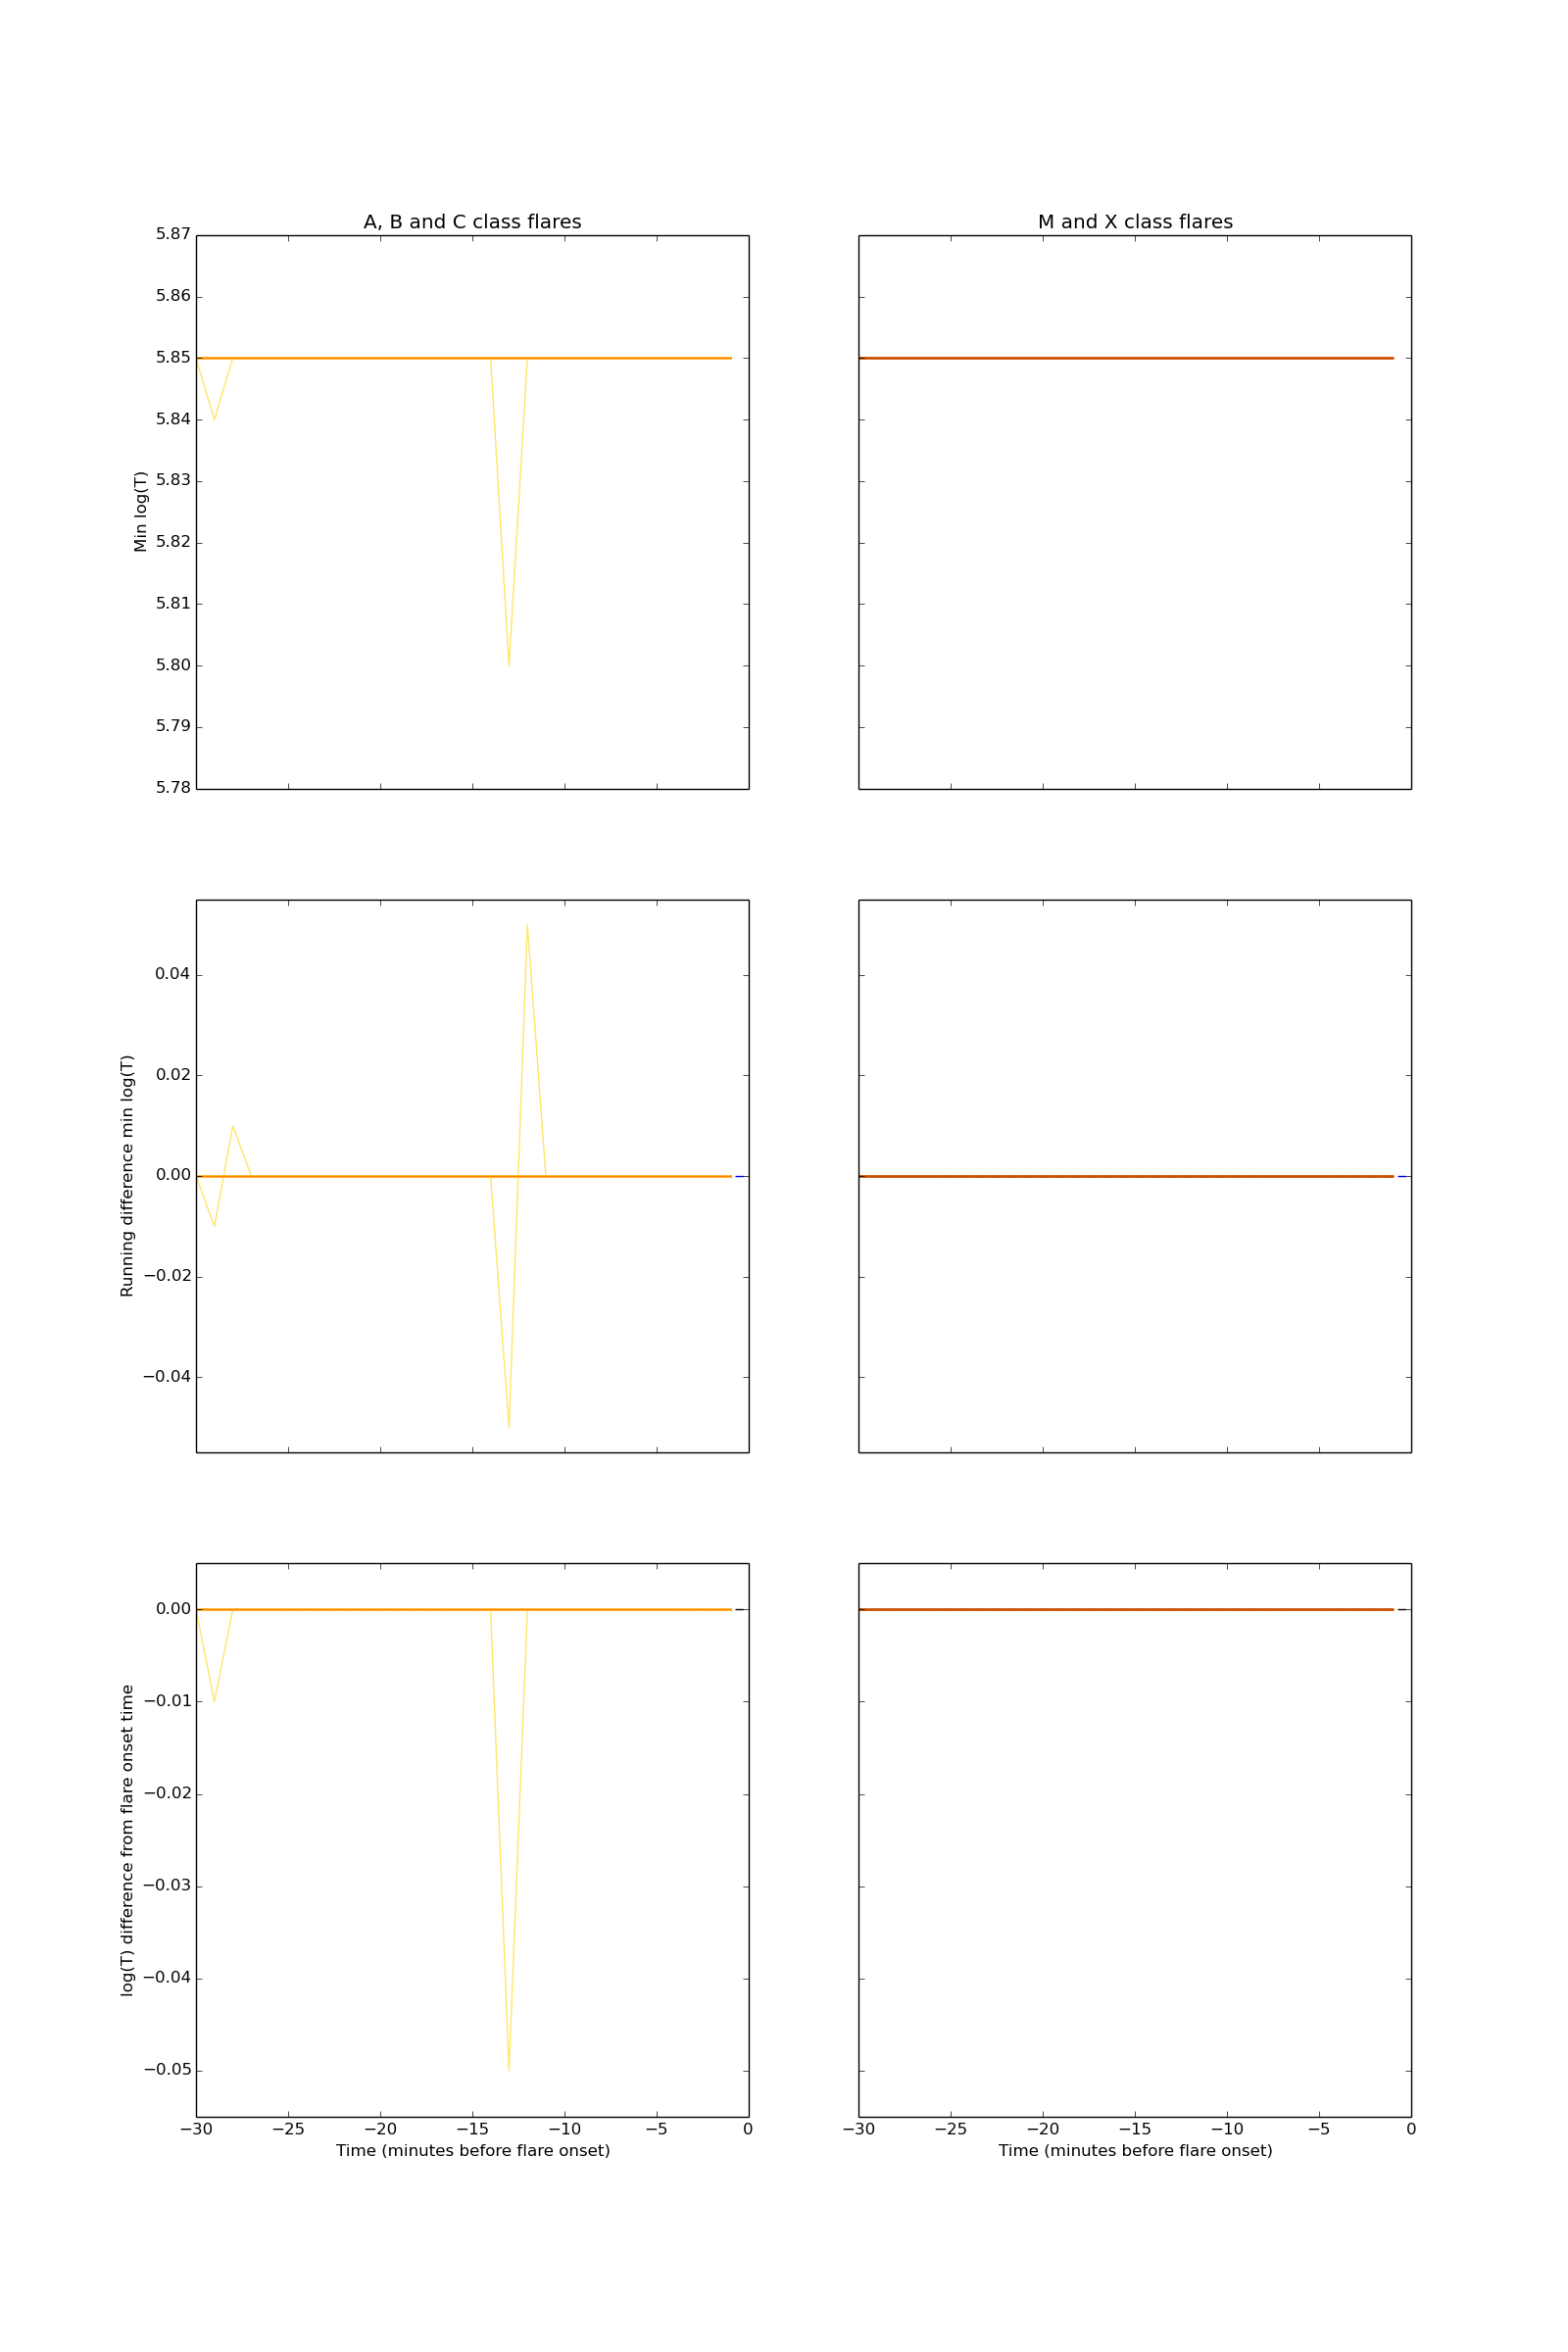 A, B and C class flares
M and X class flares
5.87
5.86
5.85
5.84
5.83
5.82
5.81
5.80
5.79
5.78
Min log(T)
0.04
0.02
0.00
−0.02
−0.04
Running difference min log(T)
0.00
−0.01
−0.02
−0.03
−0.04
−0.05
log(T) difference from flare onset time
−30 −25 −20 −15 −10 −5 0
Time (minutes before flare onset)
−30 −25 −20 −15 −10 −5 0
Time (minutes before flare onset)